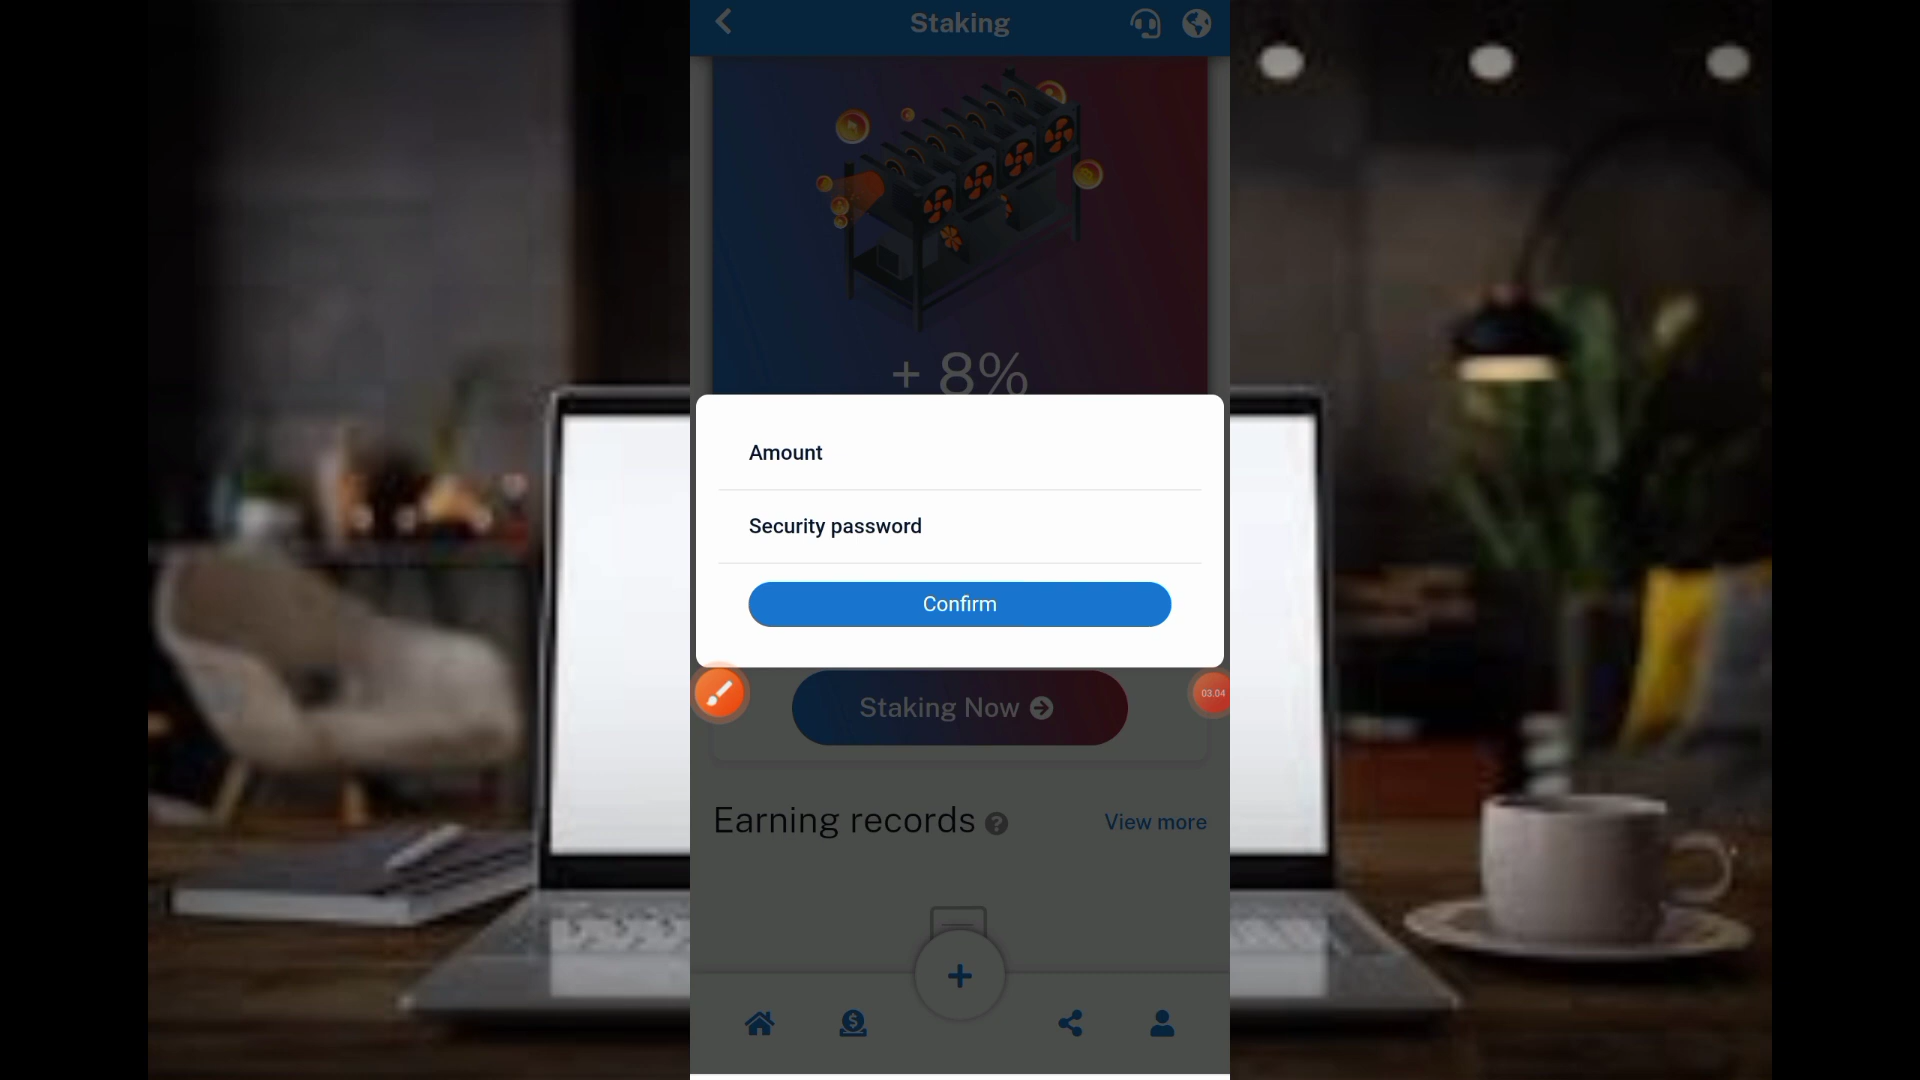 Staking
+ 8%
Amount
Security password
Confirm
03:04
Staking Now
Earning records
View more